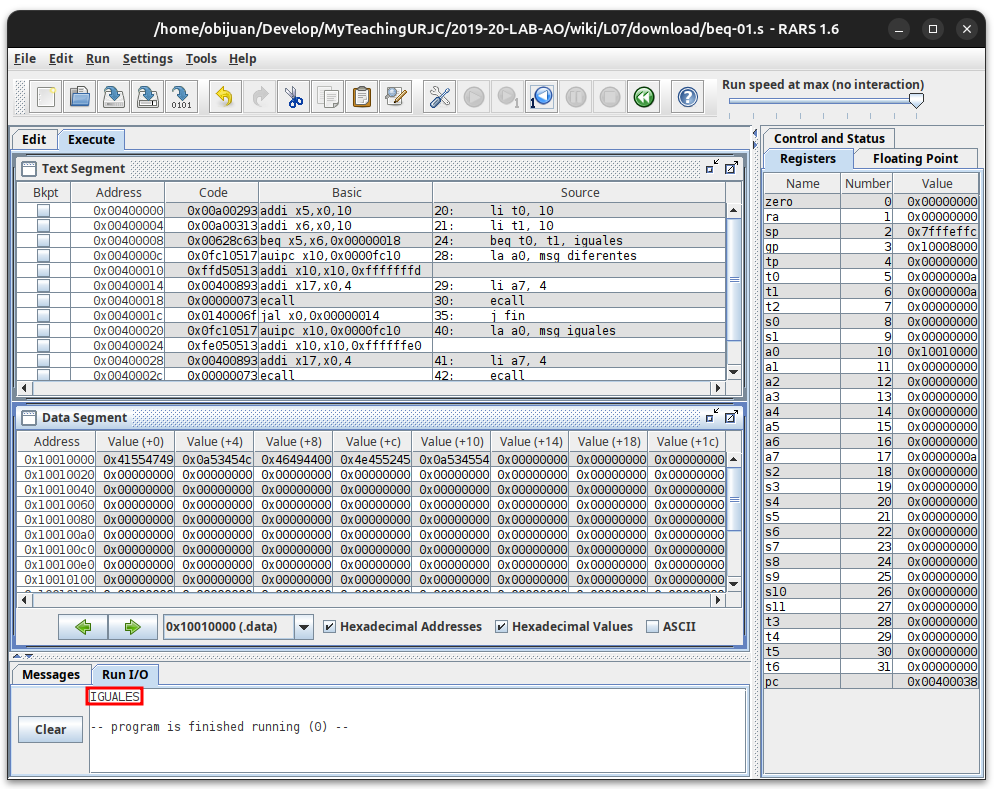 /home/obijuan/Develop/MyTeachingURJC/2019-20-LAB-AO/wiki/L07/download/beq-01.s - RARS 1.6
File Edit Run Settings Tools Help
0101 1 1 Run speed at max (no interaction)
Edit Execute
Text Segment
Bkpt Address Code Basic Source
0x00400000 0x00a00293 addi x5,x0,10 20: li t0, 10
0x00400004 0x00a00313 addi x6,x0,10 21: li t1, 10
0x00400008 0x00628c63 beq x5,x6,0x00000018 24: beq t0, t1, iguales
0x0040000c 0x0fc10517 auipc x10,0x0000fc10 28: la a0, msg diferentes
0x00400010 0xffd50513 addi x10,x10,0xfffffffd
0x00400014 0x00400893 addi x17,x0,4 29: li a7, 4
0x00400018 0x00000073 ecall 30: ecall
0x0040001c 0x0140006f jal x0,0x00000014 35: j fin
0x00400020 0x0fc10517 auipc x10,0x0000fc10 40: la a0, msg iguales
0x00400024 0xfe050513 addi x10,x10,0xffffffe0
0x00400028 0x00400893 addi x17,x0,4 41: li a7, 4
0x0040002c 0x00000073 ecall 42: ecall
Data Segment
Address Value (+0) Value (+4) Value (+8) Value (+c) Value (+10) Value (+14) Value (+18) Value (+1c)
0x10010000 0x41554749 0x0a53454c 0x46494400 0x4e455245 0x0a534554 0x00000000 0x00000000 0x00000000
0x10010020 0x00000000 0x00000000 0x00000000 0x00000000 0x00000000 0x00000000 0x00000000 0x00000000
0x10010040 0x00000000 0x00000000 0x00000000 0x00000000 0x00000000 0x00000000 0x00000000 0x00000000
0x10010060 0x00000000 0x00000000 0x00000000 0x00000000 0x00000000 0x00000000 0x00000000 0x00000000
0x10010080 0x00000000 0x00000000 0x00000000 0x00000000 0x00000000 0x00000000 0x00000000 0x00000000
0x100100a0 0x00000000 0x00000000 0x00000000 0x00000000 0x00000000 0x00000000 0x00000000 0x00000000
0x100100c0 0x00000000 0x00000000 0x00000000 0x00000000 0x00000000 0x00000000 0x00000000 0x00000000
0x100100e0 0x00000000 0x00000000 0x00000000 0x00000000 0x00000000 0x00000000 0x00000000 0x00000000
0x10010100 0x00000000 0x00000000 0x00000000 0x00000000 0x00000000 0x00000000 0x00000000 0x00000000
0x10010000 (.data) Hexadecimal Addresses Hexadecimal Values ASCII
Messages Run I/O
IGUALES
-- program is finished running (0) --
Clear
Control and Status
Registers Floating Point
Name Number Value
zero 0 0x00000000
ra 1 0x00000000
sp 2 0x7fffeffc
gp 3 0x10008000
tp 4 0x00000000
t0 5 0x0000000a
t1 6 0x0000000a
t2 7 0x00000000
s0 8 0x00000000
s1 9 0x00000000
a0 10 0x10010000
a1 11 0x00000000
a2 12 0x00000000
a3 13 0x00000000
a4 14 0x00000000
a5 15 0x00000000
a6 16 0x00000000
a7 17 0x0000000a
s2 18 0x00000000
s3 19 0x00000000
s4 20 0x00000000
s5 21 0x00000000
s6 22 0x00000000
s7 23 0x00000000
s8 24 0x00000000
s9 25 0x00000000
s10 26 0x00000000
s11 27 0x00000000
t3 28 0x00000000
t4 29 0x00000000
t5 30 0x00000000
t6 31 0x00000000
pc 0x00400038